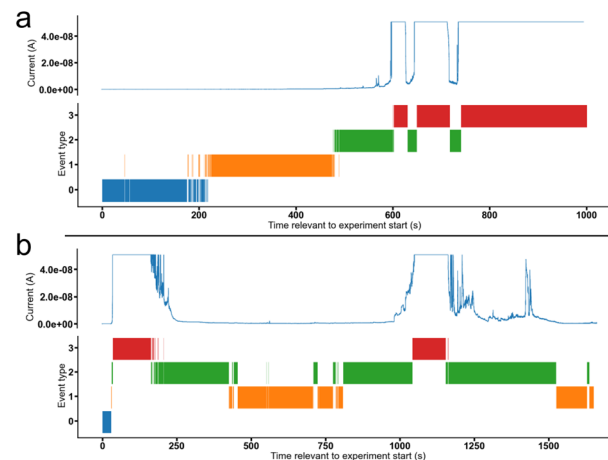 a
Current (A)
4.0e-08
2.0e-08
0.0e+00
Event type
3
2
1
0
0 200 400 600 800 1000
Time relevant to experiment start (s)
b
Current (A)
4.0e-08
2.0e-08
0.0e+00
Event type
3
2
1
0
0 250 500 750 1000 1250 1500
Time relevant to experiment start (s)